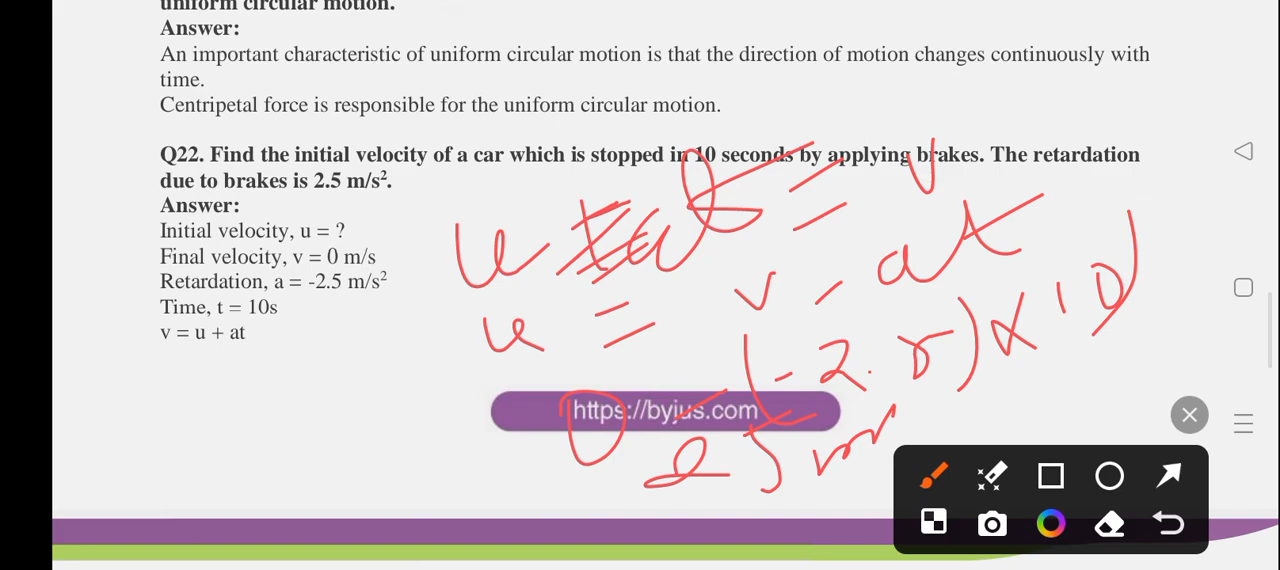 uniform circular motion.
Answer:
An important characteristic of uniform circular motion is that the direction of motion changes continuously with
time.
Centripetal force is responsible for the uniform circular motion.
Q22. Find the initial velocity of a car which is stopped in 10 seconds by applying brakes. The retardation
due to brakes is 2.5 m/s².
Answer:
Initial velocity, u = ?
Final velocity, v = 0 m/s
Retardation, a = -2.5 m/s²
Time, t = 10s
v = u + at
u + at = v
u = v - at
0 - (-2.5) x 10
25 m
https://byjus.com